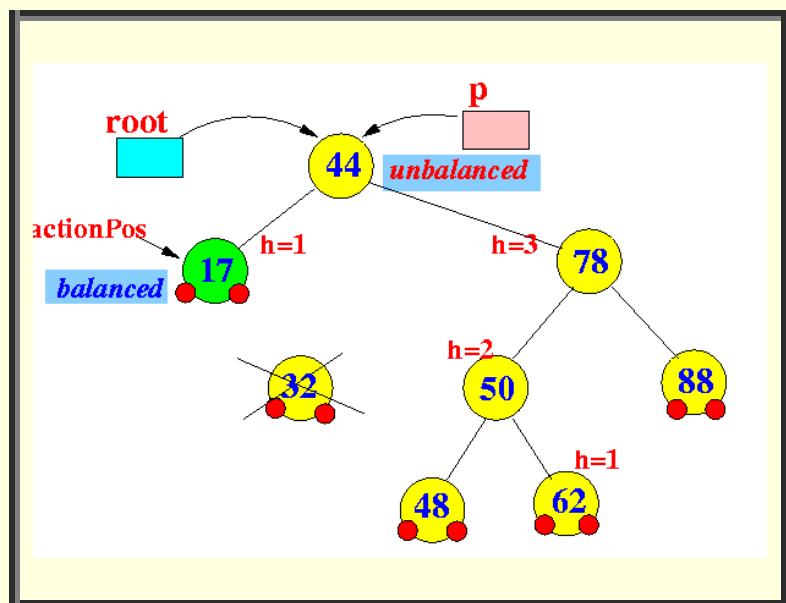 p
root
44
unbalanced
actionPos
h=1
h=3
17
78
balanced
h=2
32
50
88
h=1
48
62